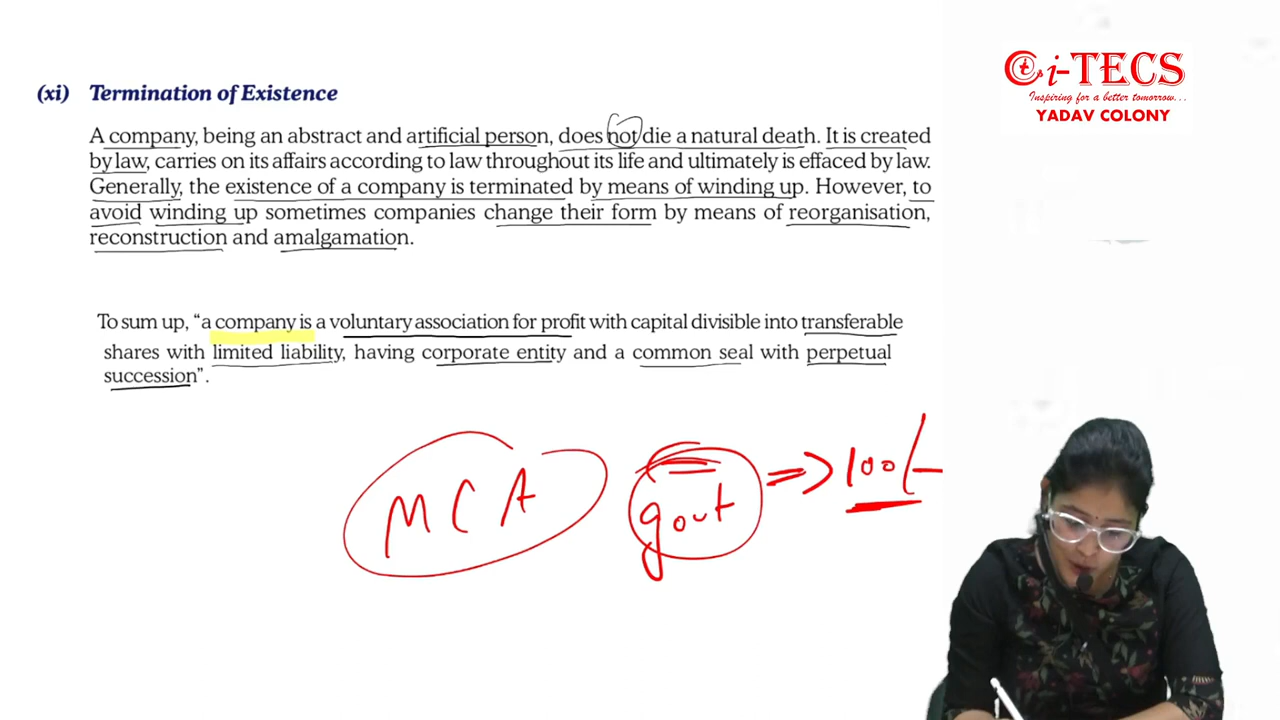 (xi) Termination of Existence
A company, being an abstract and artificial person, does not die a natural death. It is created
by law, carries on its affairs according to law throughout its life and ultimately is effaced by law.
Generally, the existence of a company is terminated by means of winding up. However, to
avoid winding up sometimes companies change their form by means of reorganisation,
reconstruction and amalgamation.
To sum up, “a company is a voluntary association for profit with capital divisible into transferable
shares with limited liability, having corporate entity and a common seal with perpetual
succession”.
MCA gout => 100/-
i-TECS
Inspiring for a better tomorrow...
YADAV COLONY